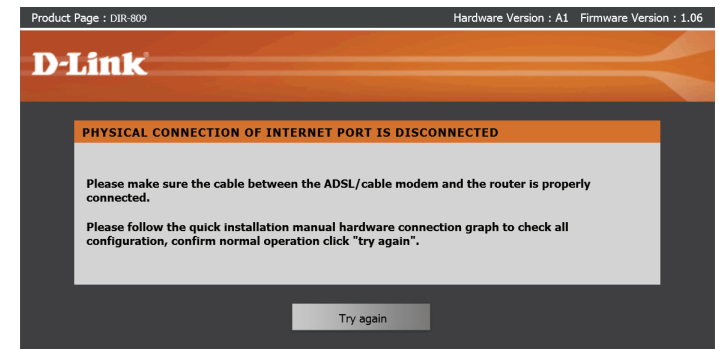 Product Page : DIR-809 Hardware Version : A1 Firmware Version : 1.06
D-Link
PHYSICAL CONNECTION OF INTERNET PORT IS DISCONNECTED
Please make sure the cable between the ADSL/cable modem and the router is properly
connected.
Please follow the quick installation manual hardware connection graph to check all
configuration, confirm normal operation click "try again".
Try again